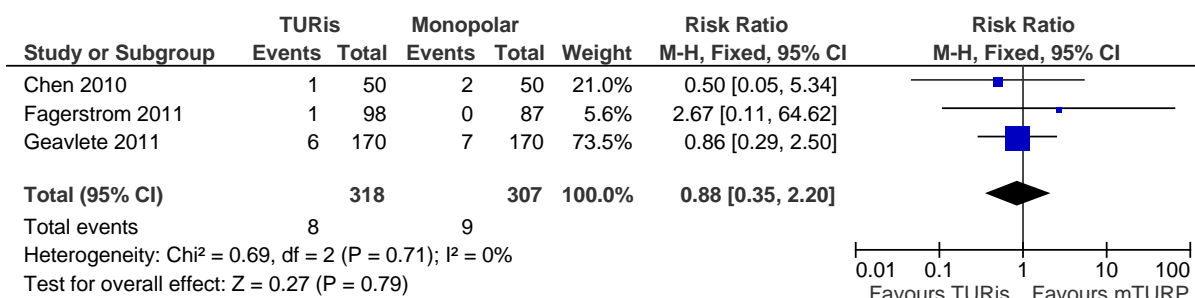 TURis Monopolar Risk Ratio Risk Ratio
Study or Subgroup Events Total Events Total Weight M-H, Fixed, 95% CI M-H, Fixed, 95% CI
Chen 2010 1 50 2 50 21.0% 0.50 [0.05, 5.34]
Fagerstrom 2011 1 98 0 87 5.6% 2.67 [0.11, 64.62]
Geavlete 2011 6 170 7 170 73.5% 0.86 [0.29, 2.50]
Total (95% CI) 318 307 100.0% 0.88 [0.35, 2.20]
Total events 8 9
Heterogeneity: Chi² = 0.69, df = 2 (P = 0.71); I² = 0%
Test for overall effect: Z = 0.27 (P = 0.79)
0.01 0.1 1 10 100
Favours TURis Favours mTURP